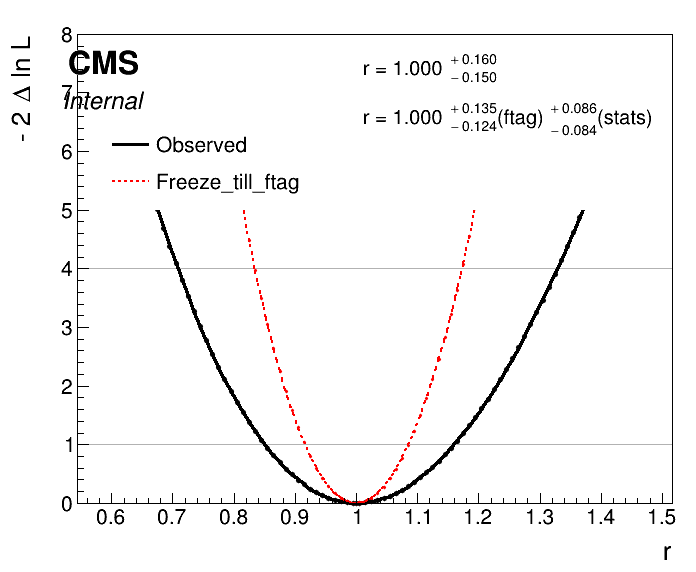 - 2 Δ ln L
8
7
6
5
4
3
2
1
0
CMS
Internal
r = 1.000 +0.160 −0.150
r = 1.000 +0.135 −0.124(ftag) +0.086 −0.084(stats)
Observed
Freeze_till_ftag
0.6 0.7 0.8 0.9 1 1.1 1.2 1.3 1.4 1.5
r